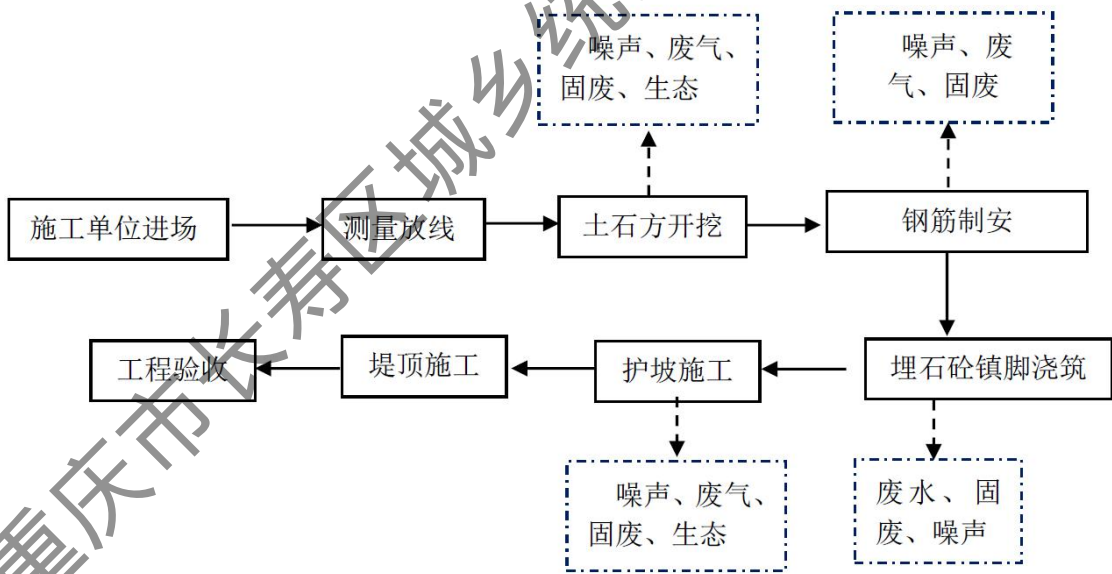 噪声、废气、
固废、生态
噪声、废
气、固废
施工单位进场
测量放线
土石方开挖
钢筋制安
工程验收
堤顶施工
护坡施工
埋石砼镇脚浇筑
噪声、废气、
固废、生态
废水、固
废、噪声
重庆市长寿区城乡统